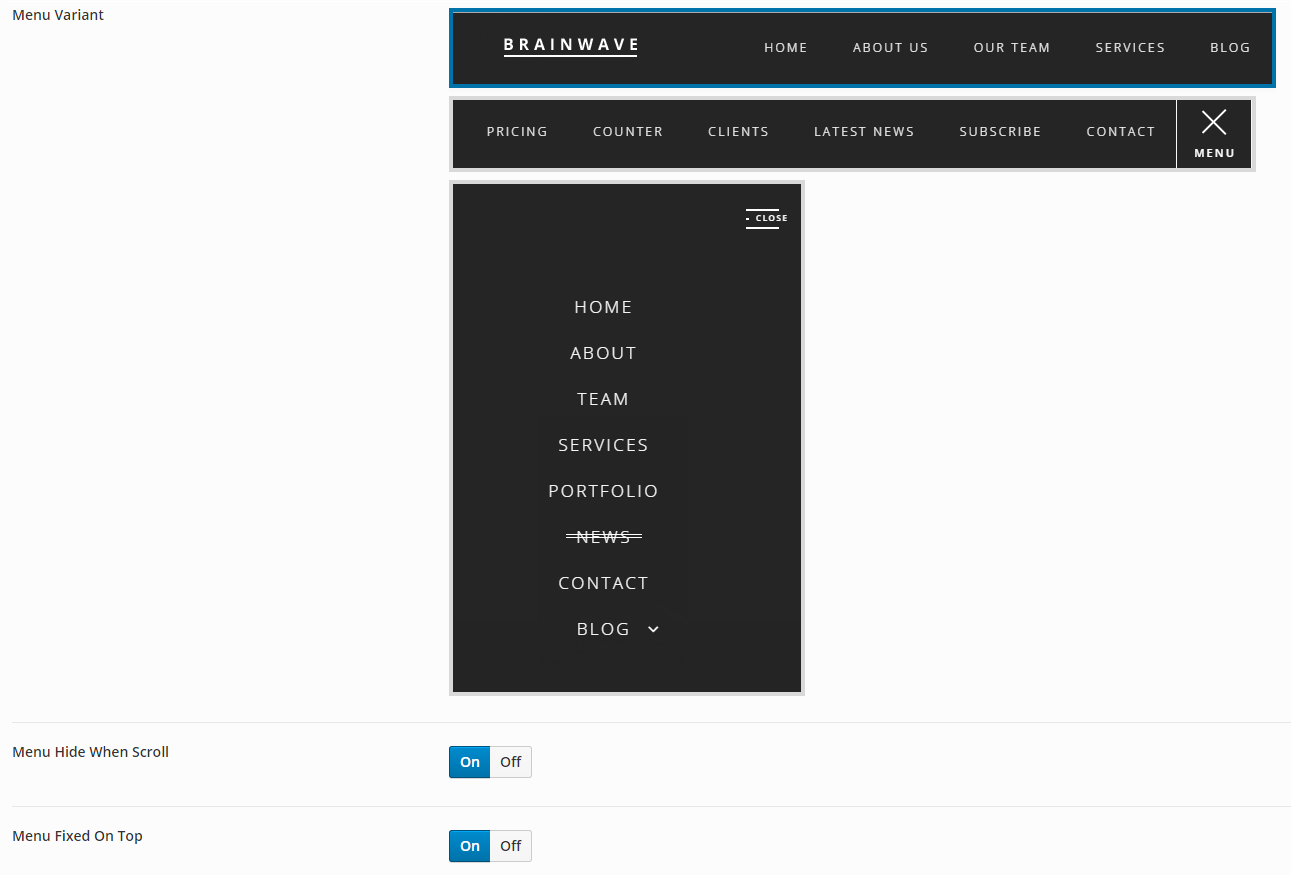 Menu Variant
BRAINWAVE HOME ABOUT US OUR TEAM SERVICES BLOG
PRICING COUNTER CLIENTS LATEST NEWS SUBSCRIBE CONTACT
MENU
- CLOSE
HOME
ABOUT
TEAM
SERVICES
PORTFOLIO
NEWS
CONTACT
BLOG
Menu Hide When Scroll
On Off
Menu Fixed On Top
On Off